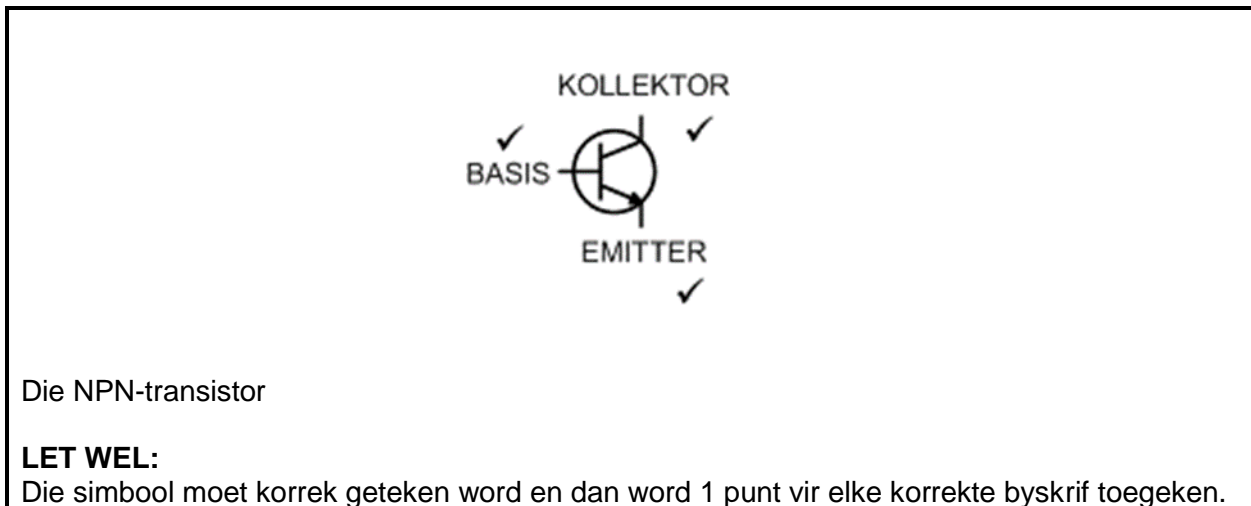 KOLLEKTOR
✓ ✓
BASIS
EMITTER
✓
Die NPN-transistor
LET WEL:
Die simbool moet korrek geteken word en dan word 1 punt vir elke korrekte byskrif toegeken.